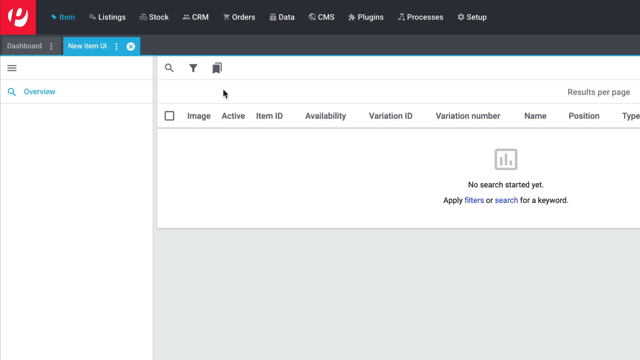 Item Listings Stock CRM Orders Data CMS Plugins Processes Setup
Dashboard New item UI
Overview
Results per page
Image Active Item ID Availability Variation ID Variation number Name Position Type
No search started yet.
Apply filters or search for a keyword.